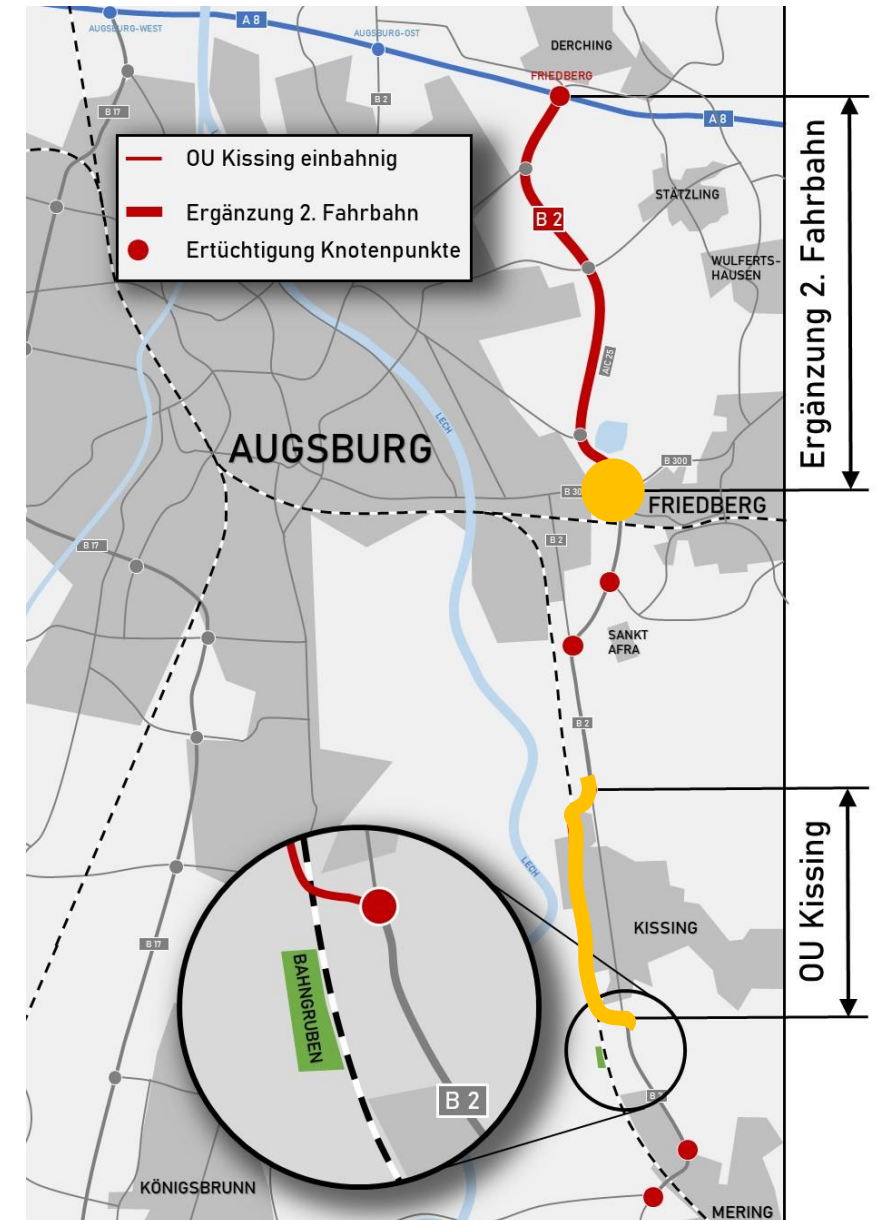 AUGSBURG-WEST
A 8
AUGSBURG-OST
DERCHING
FRIEDBERG
B 2
A 8
B 17
OU Kissing einbahnig
Ergänzung 2. Fahrbahn
Ertüchtigung Knotenpunkte
STÄTZLING
B 2
WULFERTS-
HAUSEN
Ergänzung 2. Fahrbahn
AIC 25
LECH
AUGSBURG
B 300
FRIEDBERG
B 17
B 2
SANKT
AFRA
B 2
OU Kissing
LECH
KISSING
B 17
BAHNGRUBEN
B 2
KÖNIGSBRUNN
MERING